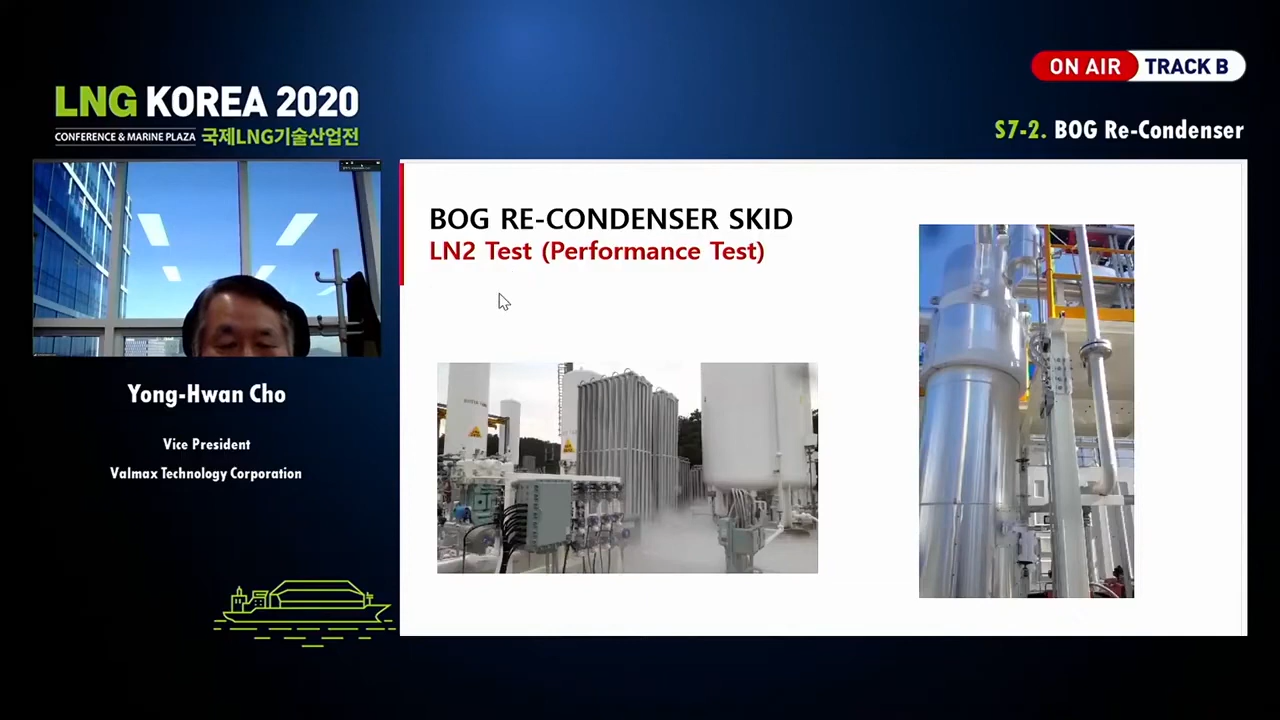 LNG KOREA 2020
CONFERENCE & MARINE PLAZA 국제LNG기술산업전
ON AIR TRACK B
S7-2. BOG Re-Condenser
Yong-Hwan Cho
Vice President
Valmax Technology Corporation
BOG RE-CONDENSER SKID
LN2 Test (Performance Test)